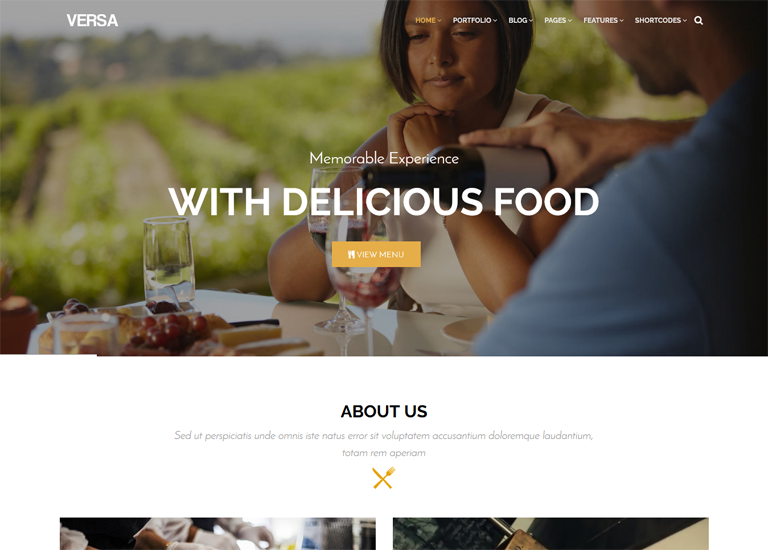 VERSA
HOME PORTFOLIO BLOG PAGES FEATURES SHORTCODES
Memorable Experience
WITH DELICIOUS FOOD
VIEW MENU
ABOUT US
Sed ut perspiciatis unde omnis iste natus error sit voluptatem accusantium doloremque laudantium,
totam rem aperiam